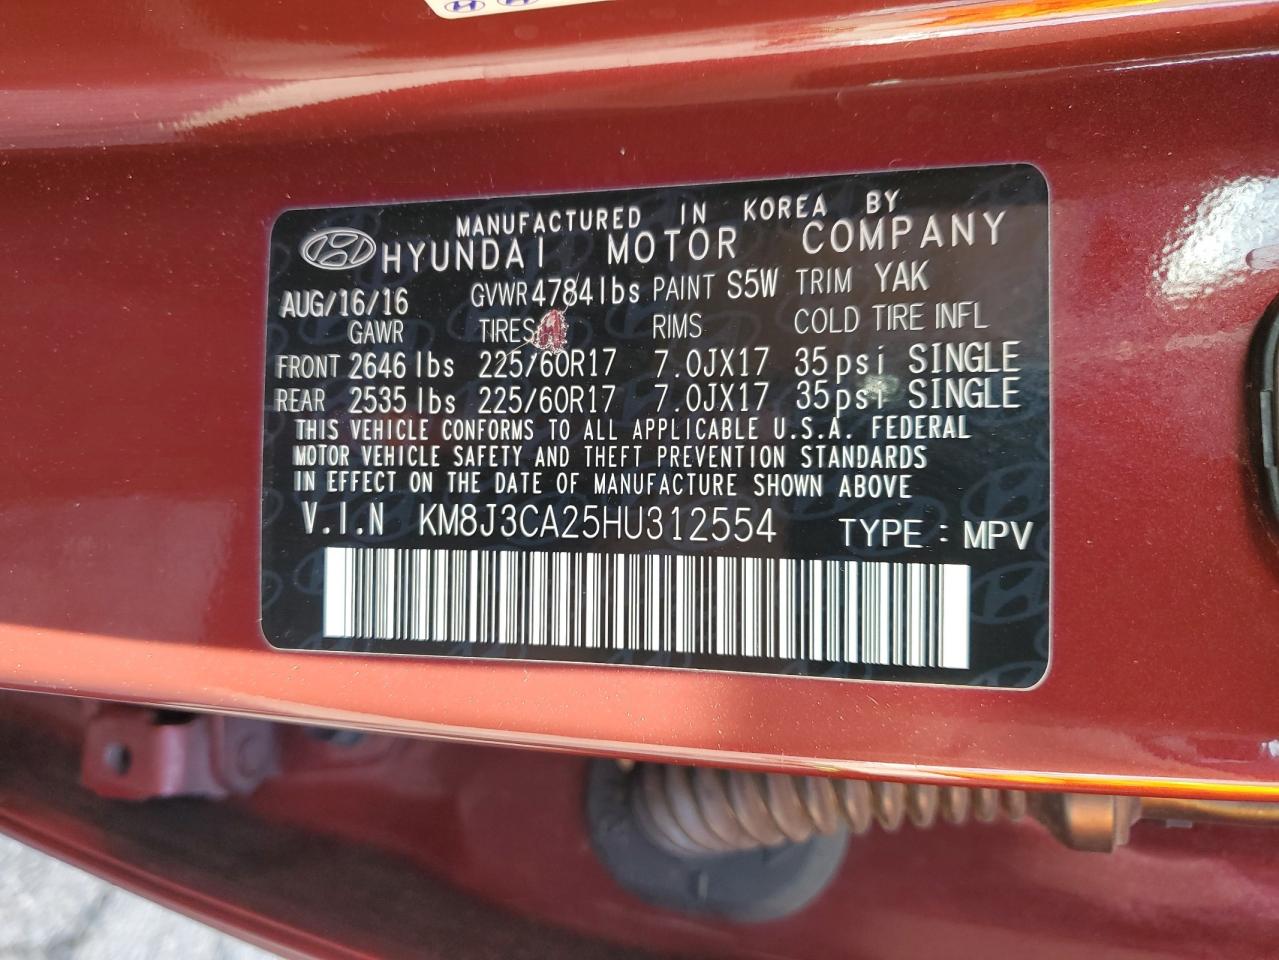 MANUFACTURED IN KOREA BY
HYUNDAI MOTOR COMPANY
AUG/16/16 GVWR 4784lbs PAINT S5W TRIM YAK
GAWR TIRES RIMS COLD TIRE INFL
FRONT 2646 lbs 225/60R17 7.0JX17 35psi SINGLE
REAR 2535 lbs 225/60R17 7.0JX17 35psi SINGLE
THIS VEHICLE CONFORMS TO ALL APPLICABLE U.S.A. FEDERAL
MOTOR VEHICLE SAFETY AND THEFT PREVENTION STANDARDS
IN EFFECT ON THE DATE OF MANUFACTURE SHOWN ABOVE
V.I.N KM8J3CA25HU312554 TYPE : MPV